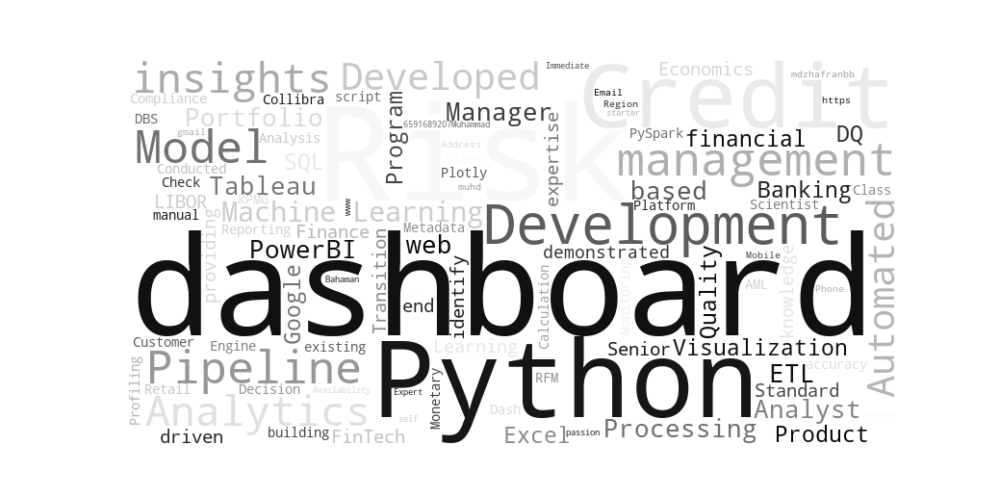 Immediate
insights
Developed
Credit
Economics
mdzhafranbb
Compliance
Collibra
script
Email
https
Risk
Region
starter
DBS
Portfolio
Program
Manager
6591689207Muhammad
gmail
Analysis
Address
expertise
PySpark
financial
DQ
Model
SQL
management
Conducted
Check
Tableau
Plotly
muhd
based
Banking
Class
LIBOR
KPMG
www
Platform
Scientist
manual
providing
Machine Learning
Development
Automated
Reporting
Finance
Metadata
PowerBI
Transition
web
demonstrated
Mobile
knowledge
dashboard
Google
Bahaman
identify
Calculation
Monitoring
Quality
AML
Phone
end
Customer
Engine
existing
Learning
Senior
Visualization
Profiling
Pipeline
Python
accuracy
ETL
Retail
Decision
Availability
Expert
Monetary
RFM
Standard
Analytics
self
Dash
Analyst
com
driven
building
FinTech
Excel
passion
Processing
Product